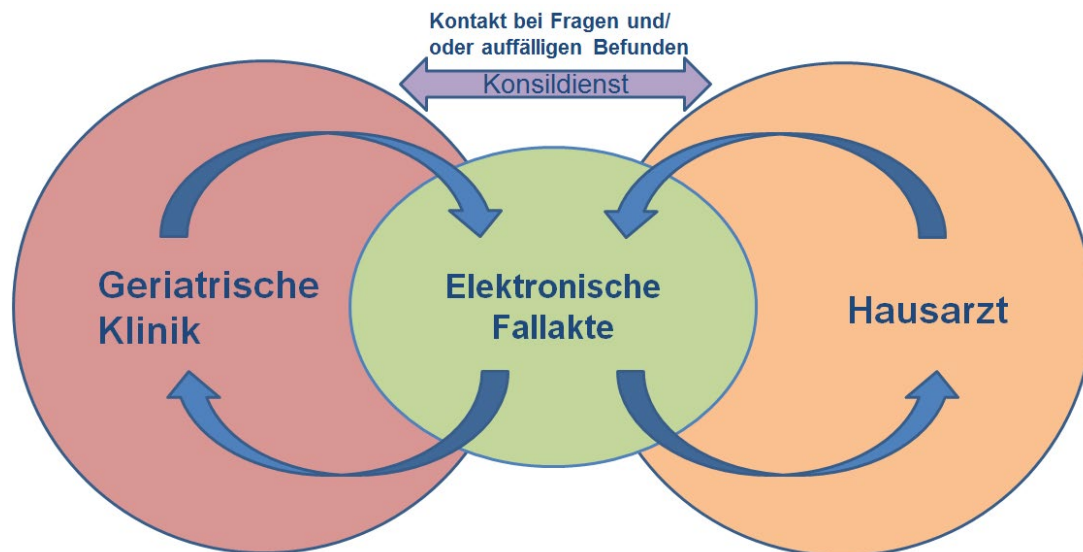 Kontakt bei Fragen und/
oder auffälligen Befunden
Konsildienst
Geriatrische
Klinik
Elektronische
Fallakte
Hausarzt